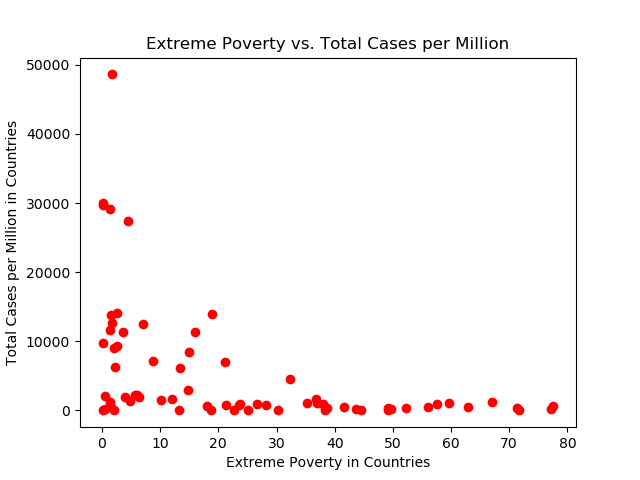 Extreme Poverty vs. Total Cases per Million
50000
40000
30000
20000
10000
0
Total Cases per Million in Countries
0 10 20 30 40 50 60 70 80
Extreme Poverty in Countries